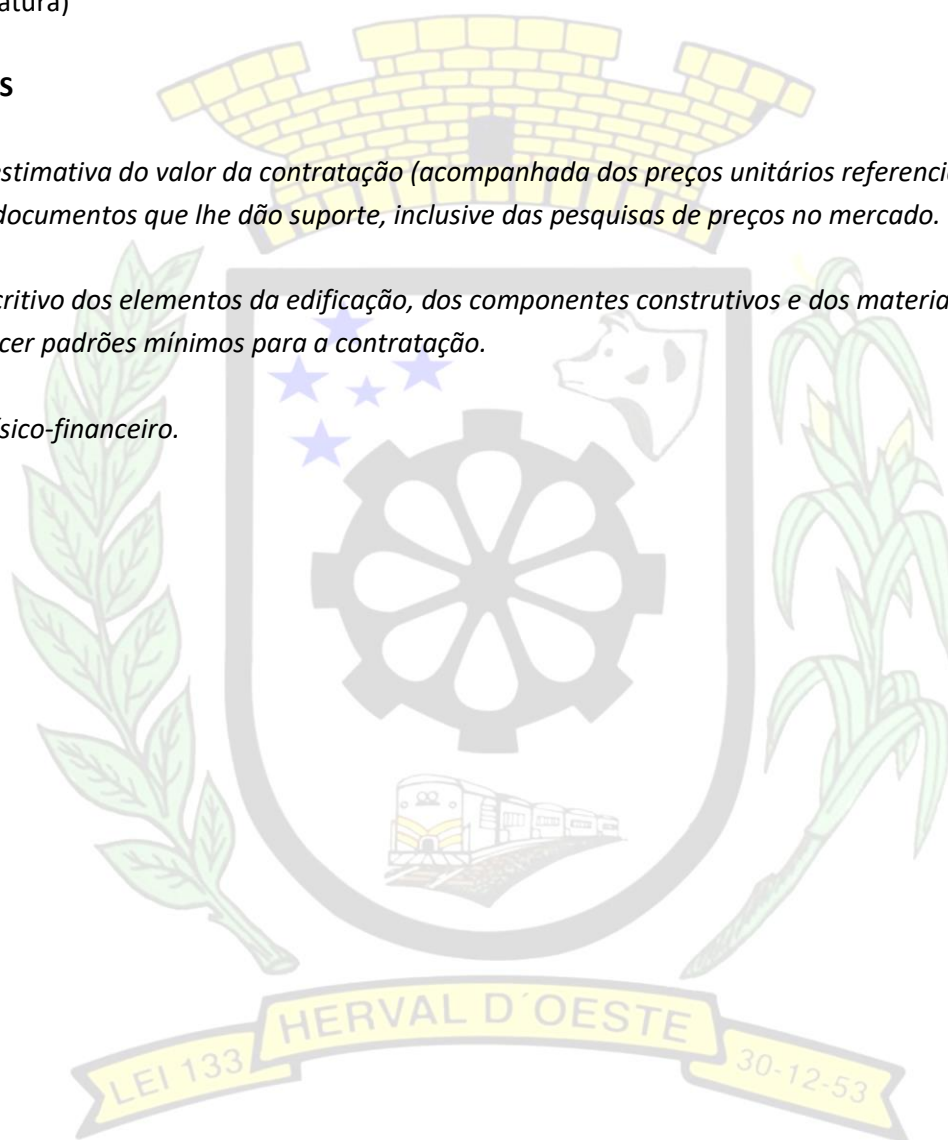 atura)
S
estimativa do valor da contratação (acompanhada dos preços unitários referenci
documentos que lhe dão suporte, inclusive das pesquisas de preços no mercado.
critivo dos elementos da edificação, dos componentes construtivos e dos materia
cer padrões mínimos para a contratação.
ísico-financeiro.
HERVAL D´OESTE
LEI 133
30-12-53